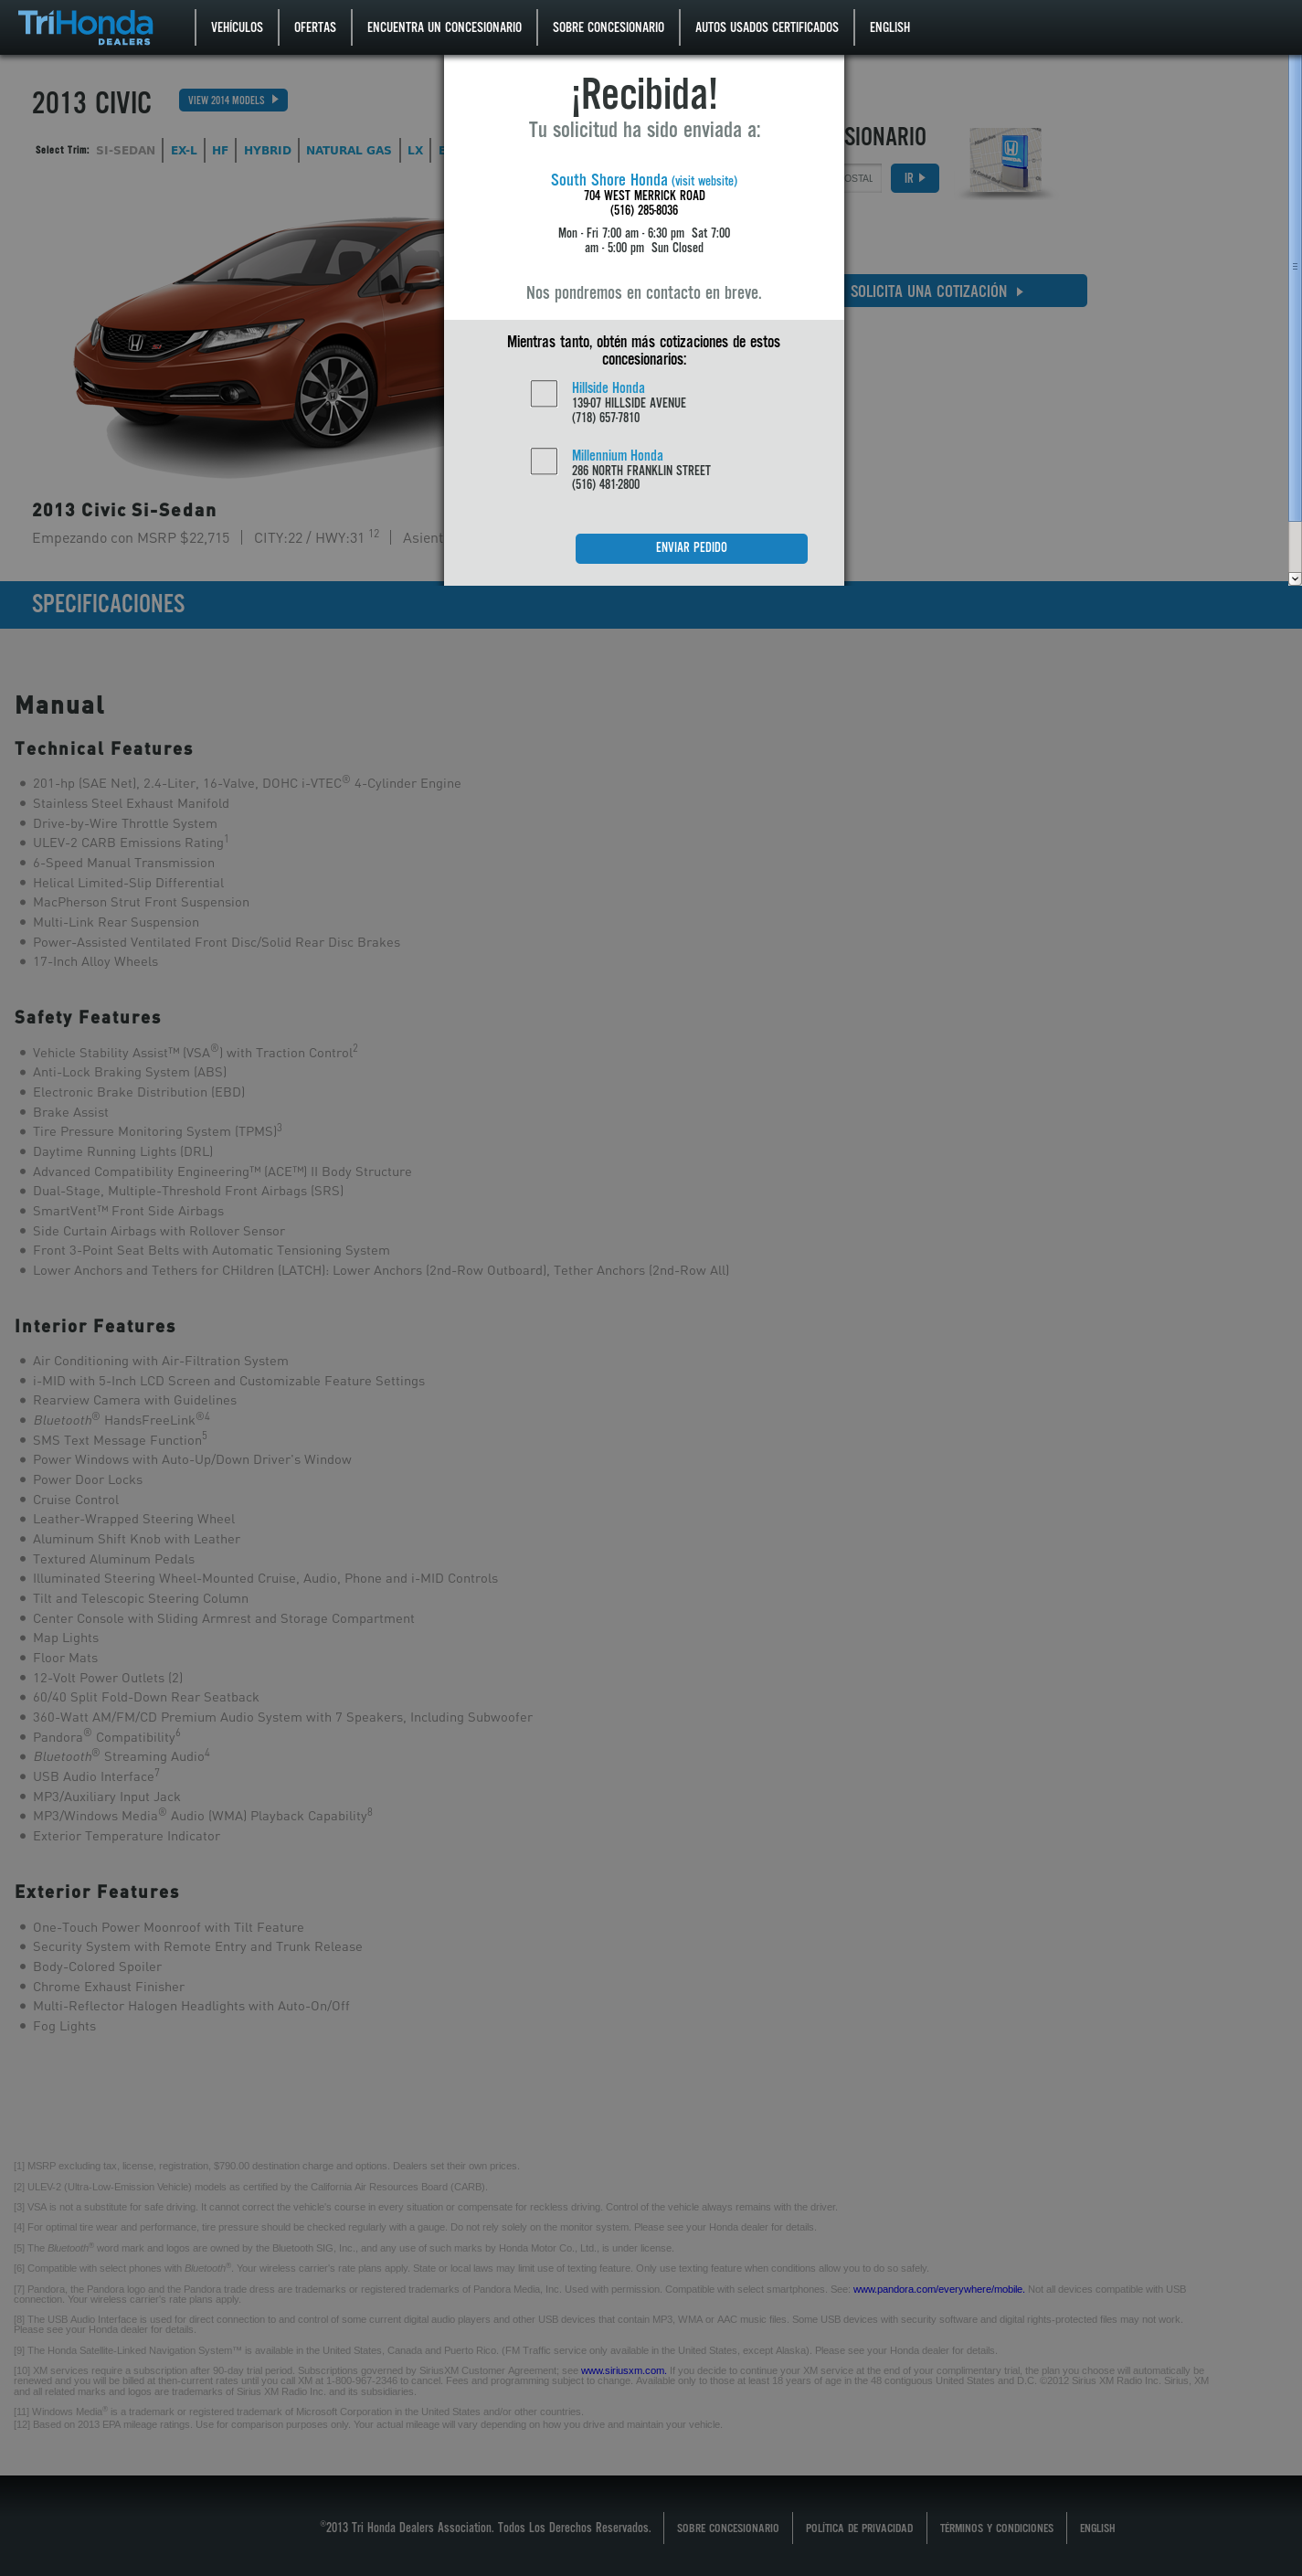 TriHonda
DEALERS
VEHÍCULOS
OFERTAS
ENCUENTRA UN CONCESIONARIO
SOBRE CONCESIONARIO
AUTOS USADOS CERTIFICADOS
ENGLISH
2013 CIVIC
VIEW 2014 MODELS
Select Trim: SI-SEDAN EX-L HF HYBRID NATURAL GAS LX
¡Recibida!
Tu solicitud ha sido enviada a:
South Shore Honda (visit website)
704 WEST MERRICK ROAD
(516) 285-8036
Mon - Fri 7:00 am - 6:30 pm Sat 7:00
am - 5:00 pm Sun Closed
Nos pondremos en contacto en breve.
Mientras tanto, obtén más cotizaciones de estos
concesionarios:
Hillside Honda
139-07 HILLSIDE AVENUE
(718) 657-7810
Millennium Honda
286 NORTH FRANKLIN STREET
(516) 481-2800
ENVIAR PEDIDO
SIONARIO
OSTAL
IR
SOLICITA UNA COTIZACIÓN
2013 Civic Si-Sedan
Empezando con MSRP $22,715 | CITY:22 / HWY:31 12 | Asient
SPECIFICACIONES
Manual
Technical Features
201-hp (SAE Net), 2.4-Liter, 16-Valve, DOHC i-VTEC® 4-Cylinder Engine
Stainless Steel Exhaust Manifold
Drive-by-Wire Throttle System
ULEV-2 CARB Emissions Rating1
6-Speed Manual Transmission
Helical Limited-Slip Differential
MacPherson Strut Front Suspension
Multi-Link Rear Suspension
Power-Assisted Ventilated Front Disc/Solid Rear Disc Brakes
17-Inch Alloy Wheels
Safety Features
Vehicle Stability Assist™ (VSA®) with Traction Control2
Anti-Lock Braking System (ABS)
Electronic Brake Distribution (EBD)
Brake Assist
Tire Pressure Monitoring System (TPMS)3
Daytime Running Lights (DRL)
Advanced Compatibility Engineering™ (ACE™) II Body Structure
Dual-Stage, Multiple-Threshold Front Airbags (SRS)
SmartVent™ Front Side Airbags
Side Curtain Airbags with Rollover Sensor
Front 3-Point Seat Belts with Automatic Tensioning System
Lower Anchors and Tethers for CHildren (LATCH): Lower Anchors (2nd-Row Outboard), Tether Anchors (2nd-Row All)
Interior Features
Air Conditioning with Air-Filtration System
i-MID with 5-Inch LCD Screen and Customizable Feature Settings
Rearview Camera with Guidelines
Bluetooth® HandsFreeLink®4
SMS Text Message Function5
Power Windows with Auto-Up/Down Driver's Window
Power Door Locks
Cruise Control
Leather-Wrapped Steering Wheel
Aluminum Shift Knob with Leather
Textured Aluminum Pedals
Illuminated Steering Wheel-Mounted Cruise, Audio, Phone and i-MID Controls
Tilt and Telescopic Steering Column
Center Console with Sliding Armrest and Storage Compartment
Map Lights
Floor Mats
12-Volt Power Outlets (2)
60/40 Split Fold-Down Rear Seatback
360-Watt AM/FM/CD Premium Audio System with 7 Speakers, Including Subwoofer
Pandora® Compatibility6
Bluetooth® Streaming Audio4
USB Audio Interface7
MP3/Auxiliary Input Jack
MP3/Windows Media® Audio (WMA) Playback Capability8
Exterior Temperature Indicator
Exterior Features
One-Touch Power Moonroof with Tilt Feature
Security System with Remote Entry and Trunk Release
Body-Colored Spoiler
Chrome Exhaust Finisher
Multi-Reflector Halogen Headlights with Auto-On/Off
Fog Lights
[1] MSRP excluding tax, license, registration, $790.00 destination charge and options. Dealers set their own prices.
[2] ULEV-2 (Ultra-Low-Emission Vehicle) models as certified by the California Air Resources Board (CARB).
[3] VSA is not a substitute for safe driving. It cannot correct the vehicle's course in every situation or compensate for reckless driving. Control of the vehicle always remains with the driver.
[4] For optimal tire wear and performance, tire pressure should be checked regularly with a gauge. Do not rely solely on the monitor system. Please see your Honda dealer for details.
[5] The Bluetooth® word mark and logos are owned by the Bluetooth SIG, Inc., and any use of such marks by Honda Motor Co., Ltd., is under license.
[6] Compatible with select phones with Bluetooth®. Your wireless carrier's rate plans apply. State or local laws may limit use of texting feature. Only use texting feature when conditions allow you to do so safely.
[7] Pandora, the Pandora logo and the Pandora trade dress are trademarks or registered trademarks of Pandora Media, Inc. Used with permission. Compatible with select smartphones. See: www.pandora.com/everywhere/mobile. Not all devices compatible with USB
connection. Your wireless carrier's rate plans apply.
[8] The USB Audio Interface is used for direct connection to and control of some current digital audio players and other USB devices that contain MP3, WMA or AAC music files. Some USB devices with security software and digital rights-protected files may not work.
Please see your Honda dealer for details.
[9] The Honda Satellite-Linked Navigation System™ is available in the United States, Canada and Puerto Rico. (FM Traffic service only available in the United States, except Alaska). Please see your Honda dealer for details.
[10] XM services require a subscription after 90-day trial period. Subscriptions governed by SiriusXM Customer Agreement; see www.siriusxm.com. If you decide to continue your XM service at the end of your complimentary trial, the plan you choose will automatically be
renewed and you will be billed at then-current rates until you call XM at 1-800-967-2346 to cancel. Fees and programming subject to change. Available only to those at least 18 years of age in the 48 contiguous United States and D.C. ©2012 Sirius XM Radio Inc. Sirius, XM
and all related marks and logos are trademarks of Sirius XM Radio Inc. and its subsidiaries.
[11] Windows Media® is a trademark or registered trademark of Microsoft Corporation in the United States and/or other countries.
[12] Based on 2013 EPA mileage ratings. Use for comparison purposes only. Your actual mileage will vary depending on how you drive and maintain your vehicle.
®2013 Tri Honda Dealers Association. Todos Los Derechos Reservados.
SOBRE CONCESIONARIO
POLÍTICA DE PRIVACIDAD
TÉRMINOS Y CONDICIONES
ENGLISH